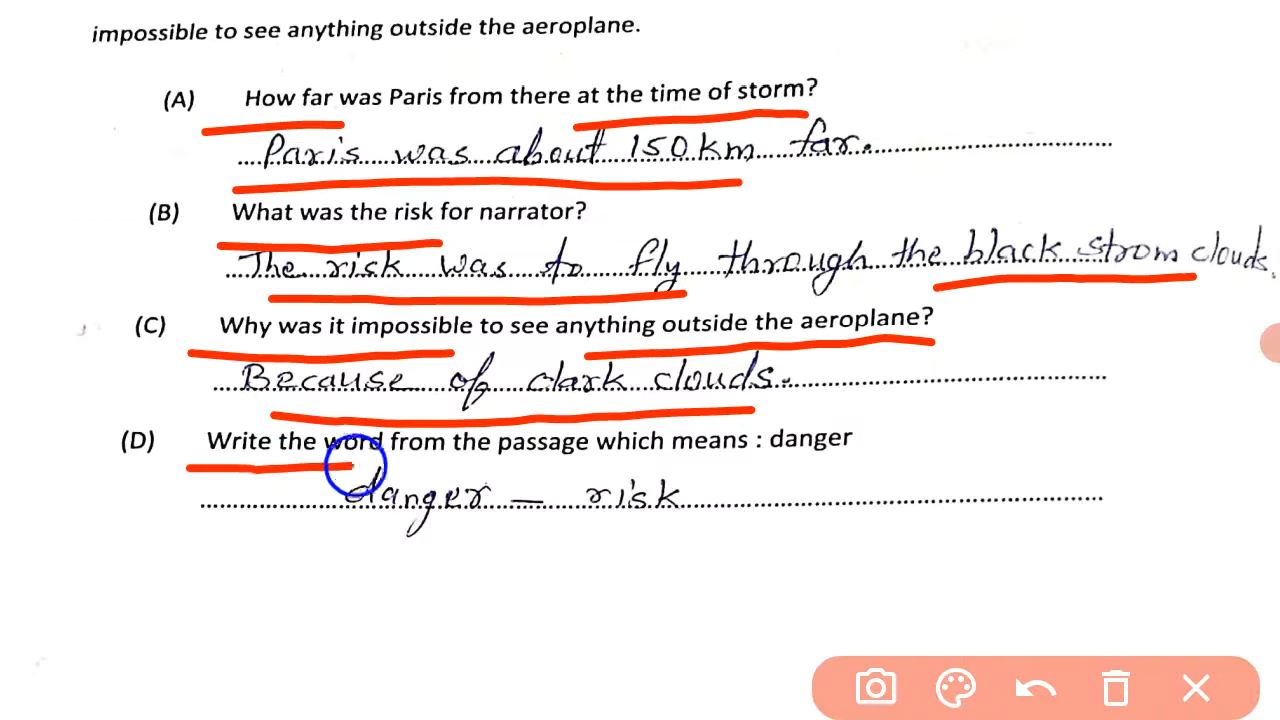 impossible to see anything outside the aeroplane.
(A) How far was Paris from there at the time of storm?
Paris was about 150 km far.
(B) What was the risk for narrator?
The risk was to fly through the black strom clouds.
(C) Why was it impossible to see anything outside the aeroplane?
Because of dark clouds.
(D) Write the word from the passage which means : danger
danger — risk